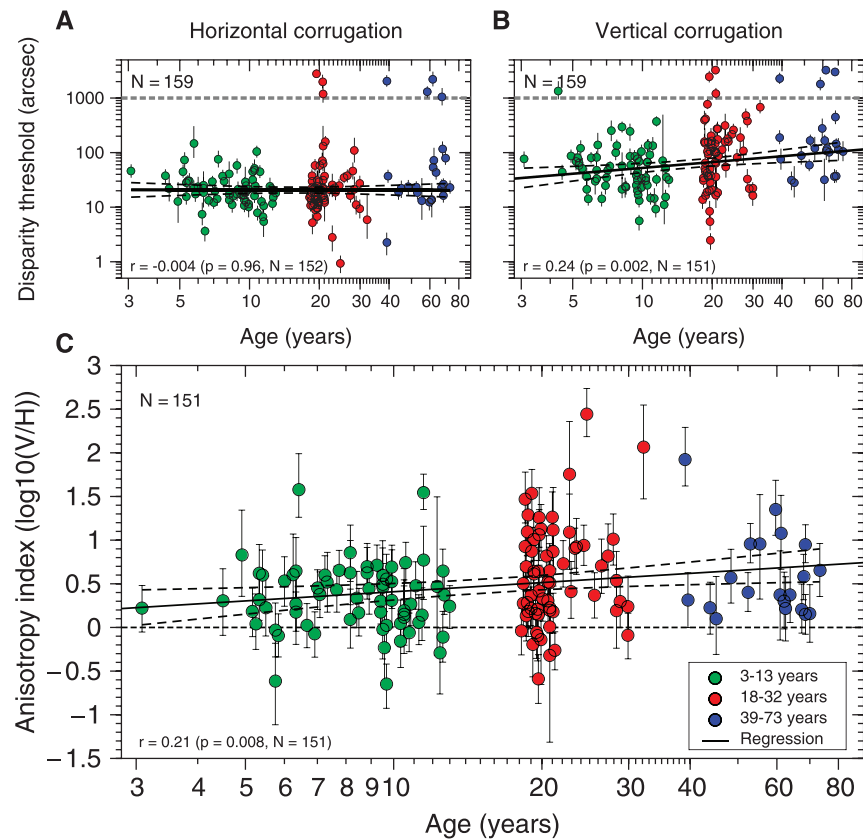 A
Horizontal corrugation
B
Vertical corrugation
Disparity threshold (arcsec)
1000
100
10
1
N = 159
r = -0.004 (p = 0.96, N = 152)
3 5 10 20 30 40 60 80
Age (years)
1000
100
10
1
N = 159
r = 0.24 (p = 0.002, N = 151)
3 5 10 20 30 40 60 80
Age (years)
C
Anisotropy index (log10(V/H))
3
2.5
2
1.5
1
0.5
0
−0.5
−1
−1.5
N = 151
r = 0.21 (p = 0.008, N = 151)
3-13 years
18-32 years
39-73 years
Regression
3 4 5 6 7 8 9 10 20 30 40 60 80
Age (years)